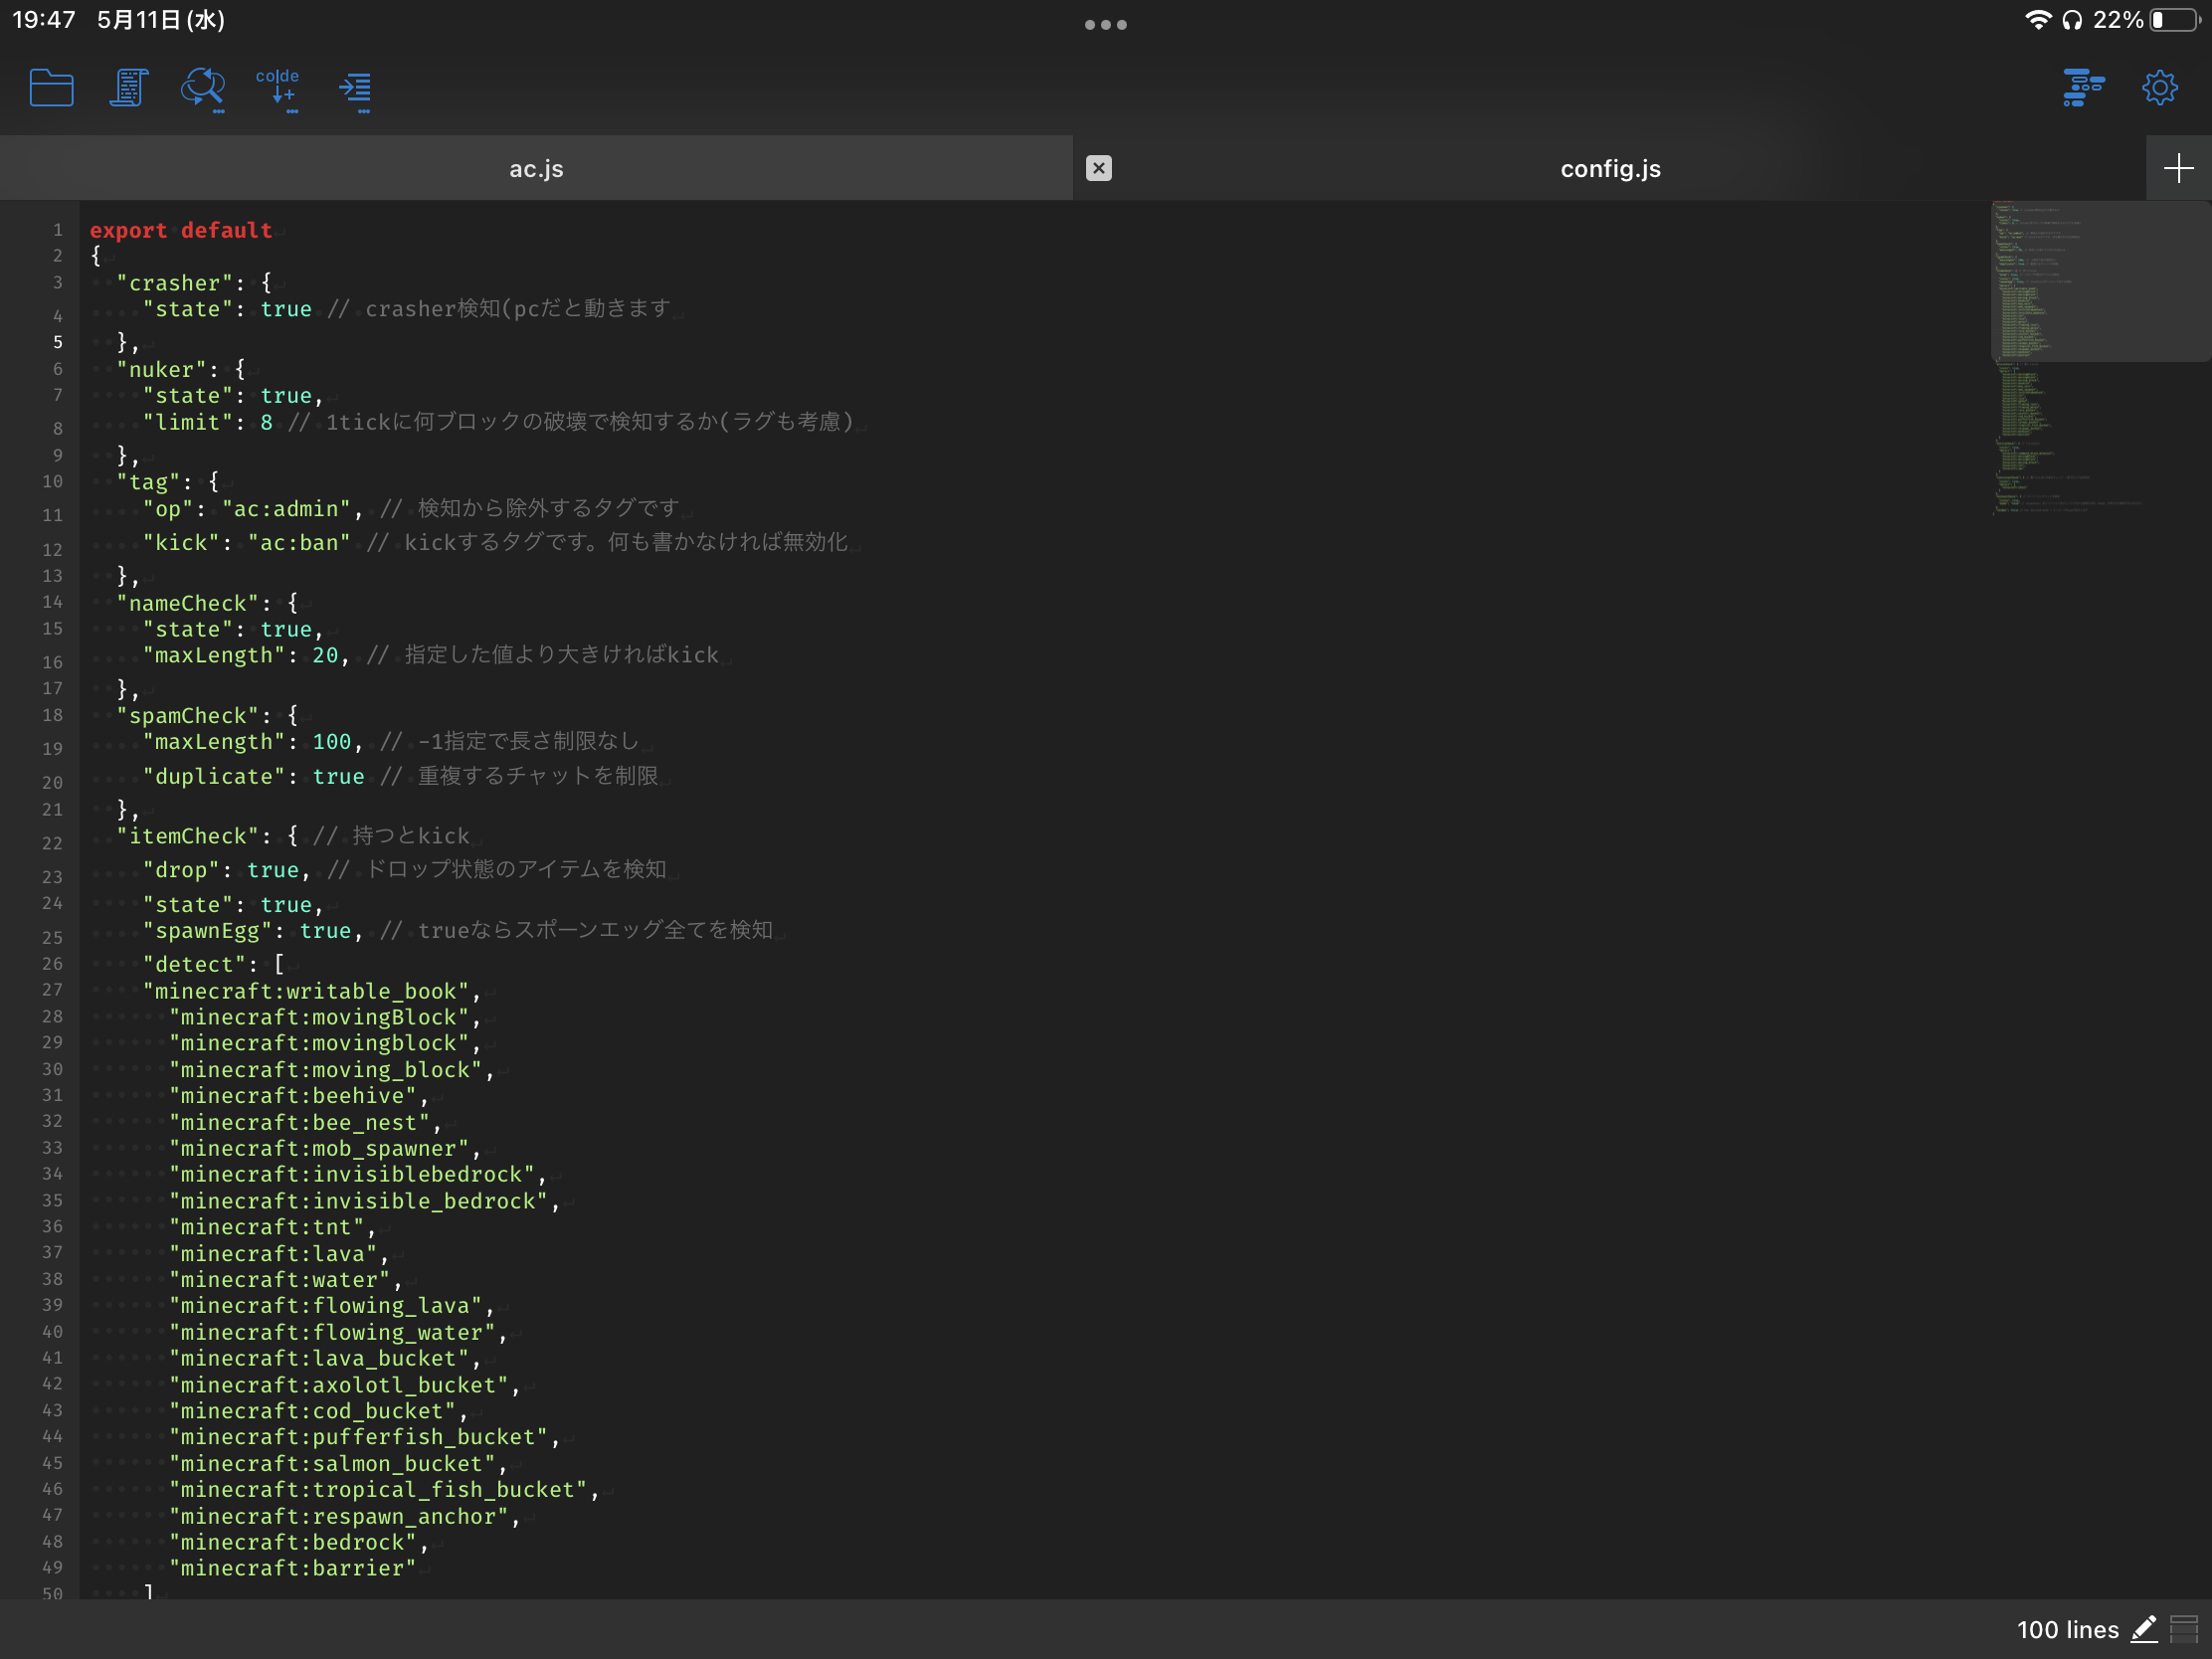 19:47 5月11日(水) 22%
co|de
ac.js
config.js
1 export default
2 {
3 "crasher": {
4 "state": true // crasher検知(pcだと動きます
5 },
6 "nuker": {
7 "state": true,
8 "limit": 8 // 1tickに何ブロックの破壊で検知するか(ラグも考慮)
9 },
10 "tag": {
11 "op": "ac:admin", // 検知から除外するタグです
12 "kick": "ac:ban" // kickするタグです。何も書かなければ無効化
13 },
14 "nameCheck": {
15 "state": true,
16 "maxLength": 20, // 指定した値より大きければkick
17 },
18 "spamCheck": {
19 "maxLength": 100, // -1指定で長さ制限なし
20 "duplicate": true // 重複するチャットを制限
21 },
22 "itemCheck": { // 持つとkick
23 "drop": true, // ドロップ状態のアイテムを検知
24 "state": true,
25 "spawnEgg": true, // trueならスポーンエッグ全てを検知
26 "detect": [
27 "minecraft:writable_book",
28 "minecraft:movingBlock",
29 "minecraft:movingblock",
30 "minecraft:moving_block",
31 "minecraft:beehive",
32 "minecraft:bee_nest",
33 "minecraft:mob_spawner",
34 "minecraft:invisiblebedrock",
35 "minecraft:invisible_bedrock",
36 "minecraft:tnt",
37 "minecraft:lava",
38 "minecraft:water",
39 "minecraft:flowing_lava",
40 "minecraft:flowing_water",
41 "minecraft:lava_bucket",
42 "minecraft:axolotl_bucket",
43 "minecraft:cod_bucket",
44 "minecraft:pufferfish_bucket",
45 "minecraft:salmon_bucket",
46 "minecraft:tropical_fish_bucket",
47 "minecraft:respawn_anchor",
48 "minecraft:bedrock",
49 "minecraft:barrier"
50 ]
100 lines